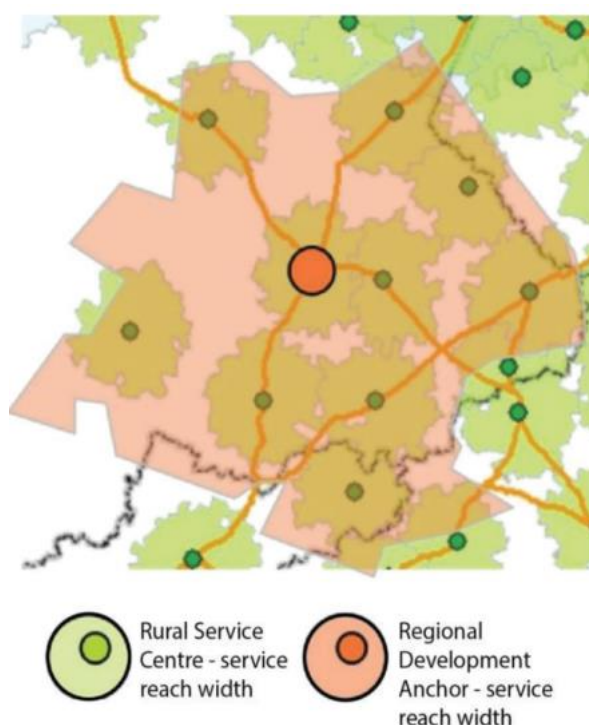 Rural Service
Centre - service
reach width
Regional
Development
Anchor - service
reach width